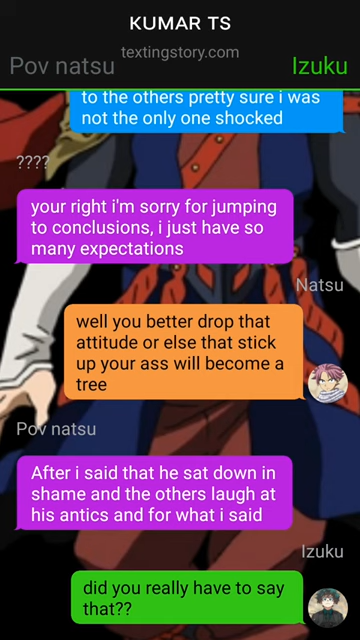 KUMAR TS
textingstory.com
Pov natsu Izuku
to the others pretty sure i was
not the only one shocked
????
your right i'm sorry for jumping
to conclusions, i just have so
many expectations
Natsu
well you better drop that
attitude or else that stick
up your ass will become a
tree
Pov natsu
After i said that he sat down in
shame and the others laugh at
his antics and for what i said
Izuku
did you really have to say
that??